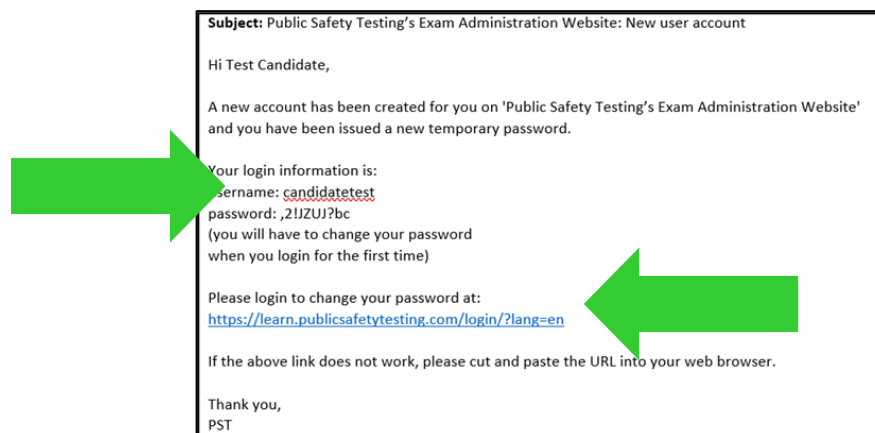 Subject: Public Safety Testing's Exam Administration Website: New user account
Hi Test Candidate,
A new account has been created for you on 'Public Safety Testing's Exam Administration Website'
and you have been issued a new temporary password.
Your login information is:
username: candidatetest
password: ,2!JZUJ?bc
(you will have to change your password
when you login for the first time)
Please login to change your password at:
https://learn.publicsafetytesting.com/login/?lang=en
If the above link does not work, please cut and paste the URL into your web browser.
Thank you,
PST